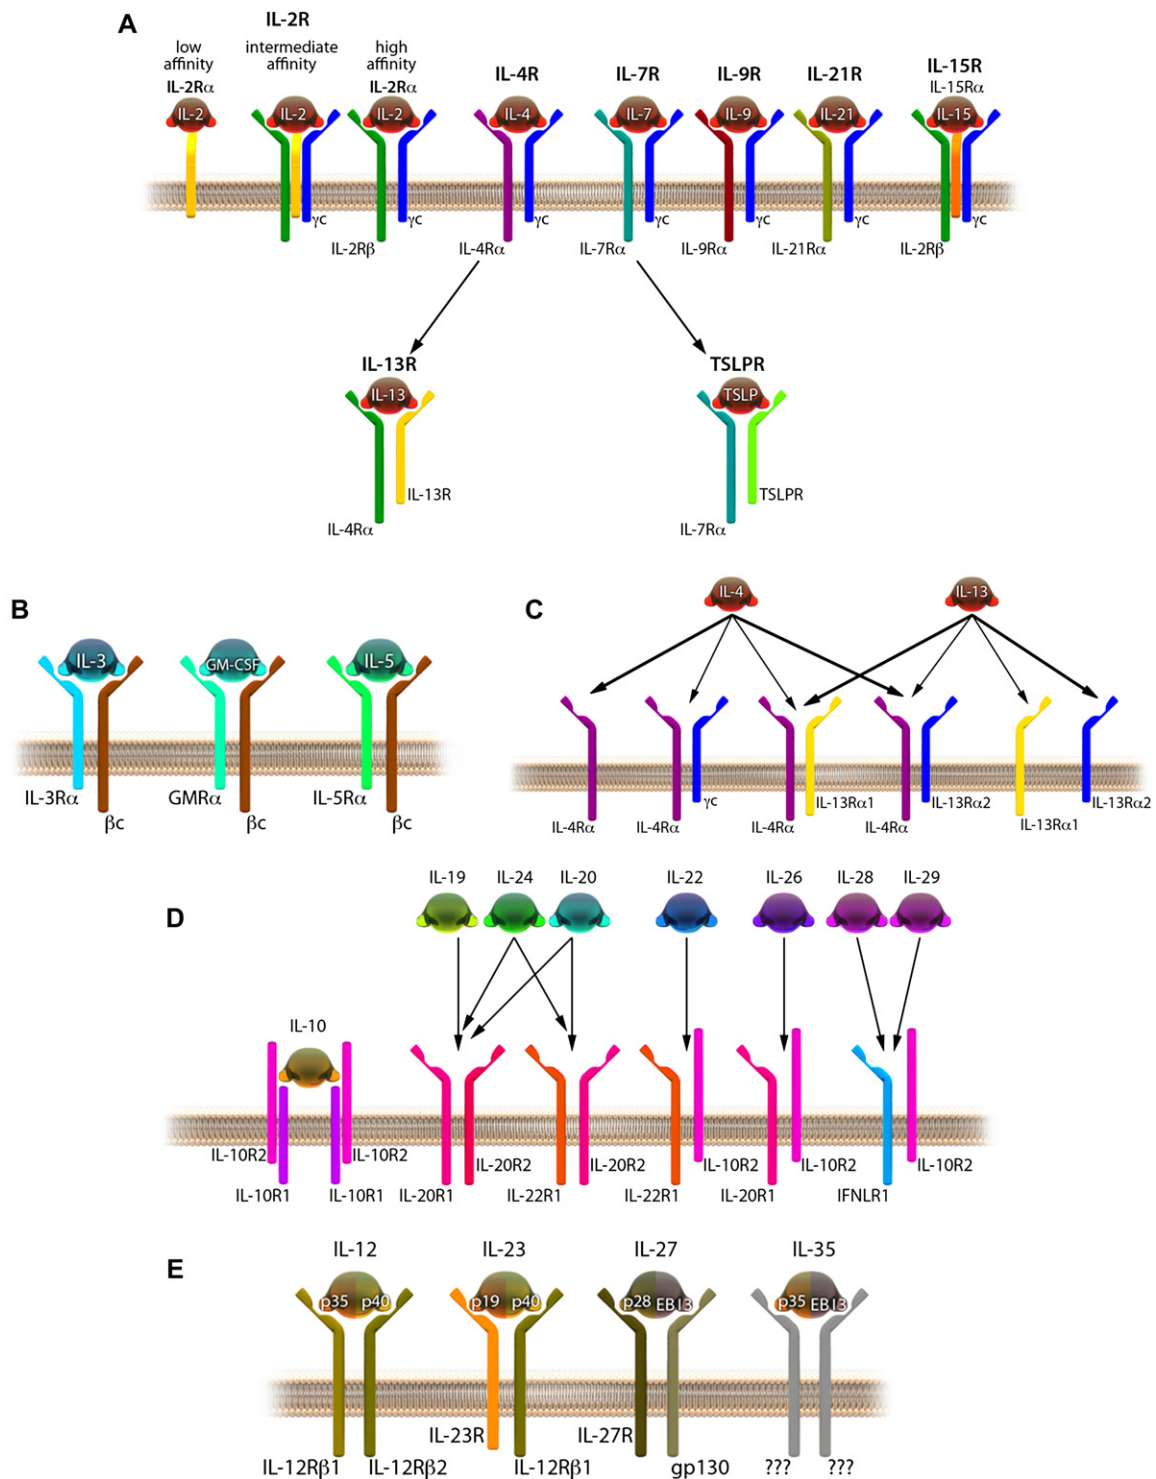 A
IL-2R
low affinity
intermediate affinity
high affinity
IL-2Rα
IL-2Rα
IL-4R
IL-7R
IL-9R
IL-21R
IL-15R
IL-15Rα
IL-2
IL-2
IL-2
IL-4
IL-7
IL-9
IL-21
IL-15
γc
γc
γc
γc
γc
γc
γc
IL-2Rβ
IL-4Rα
IL-7Rα
IL-9Rα
IL-21Rα
IL-2Rβ
IL-13R
TSLPR
IL-13
TSLP
IL-13R
TSLPR
IL-4Rα
IL-7Rα
B
IL-3
GM-CSF
IL-5
IL-3Rα
GMRα
IL-5Rα
βc
βc
βc
C
IL-4
IL-13
γc
IL-13Rα1
IL-13Rα2
IL-13Rα2
IL-4Rα
IL-4Rα
IL-4Rα
IL-4Rα
IL-13Rα1
D
IL-19
IL-24
IL-20
IL-22
IL-26
IL-28
IL-29
IL-10
IL-10R2
IL-10R2
IL-20R2
IL-20R2
IL-10R2
IL-10R2
IL-10R2
IL-10R1
IL-10R1
IL-20R1
IL-22R1
IL-22R1
IL-20R1
IFNLR1
E
IL-12
IL-23
IL-27
IL-35
p35 p40
p19 p40
p28 EBI3
p35 EBI3
IL-23R
IL-27R
IL-12Rβ1
IL-12Rβ2
IL-12Rβ1
gp130
???
???